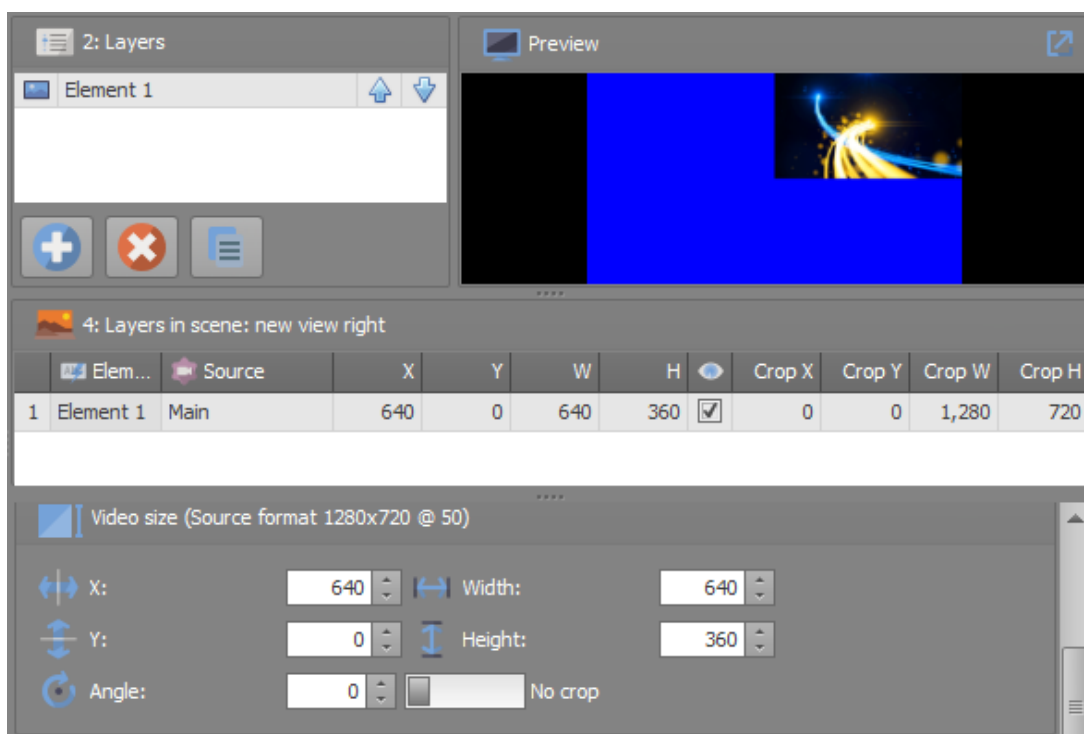 2: Layers
Preview
Element 1
4: Layers in scene: new view right
Elem... Source X Y W H Crop X Crop Y Crop W Crop H
1 Element 1 Main 640 0 640 360 0 0 1,280 720
Video size (Source format 1280x720 @ 50)
X: 640 Width: 640
Y: 0 Height: 360
Angle: 0 No crop